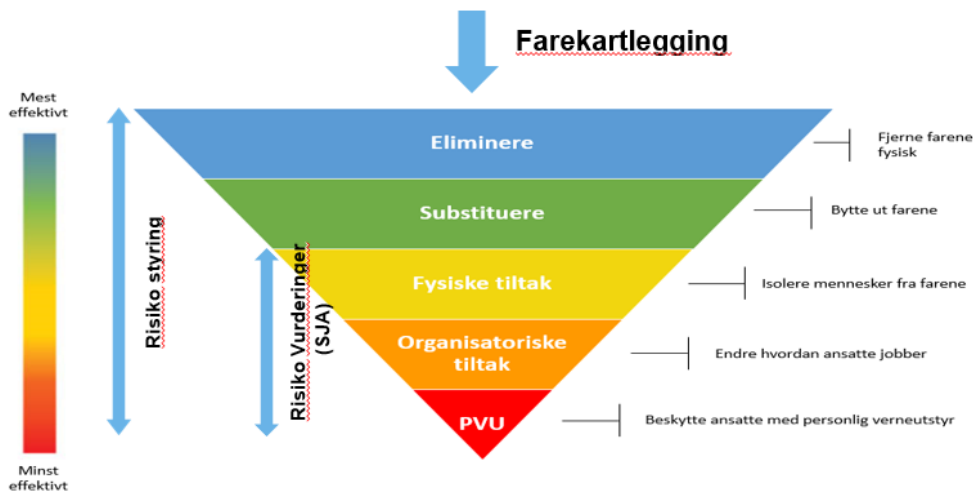 Farekartlegging
Mest
effektivt
Eliminere
Fjerne farene
fysisk
Substituere
Bytte ut farene
Risiko styring
Risiko Vurderinger
(SJA)
Fysiske tiltak
Isolere mennesker fra farene
Organisatoriske
tiltak
Endre hvordan ansatte jobber
PVU
Beskytte ansatte med personlig verneutstyr
Minst
effektivt